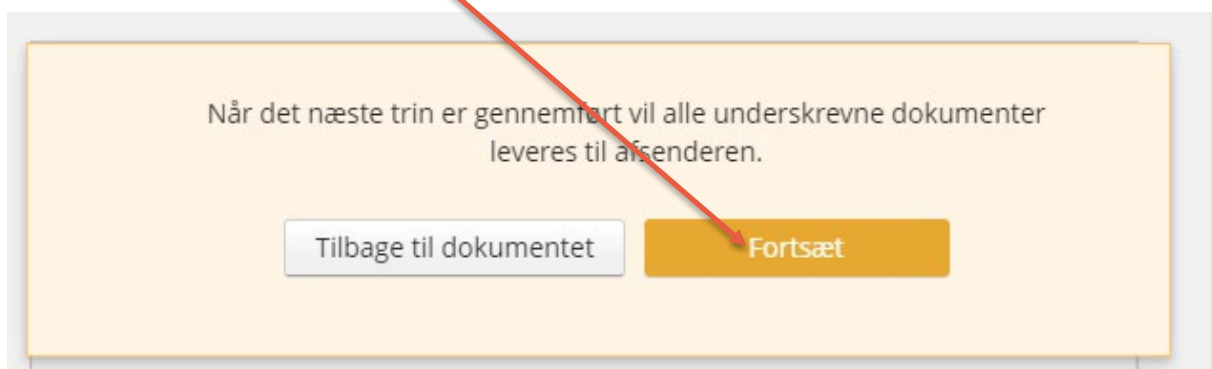 Når det næste trin er gennemført vil alle underskrevne dokumenter
leveres til afsenderen.
Tilbage til dokumentet
Fortsæt